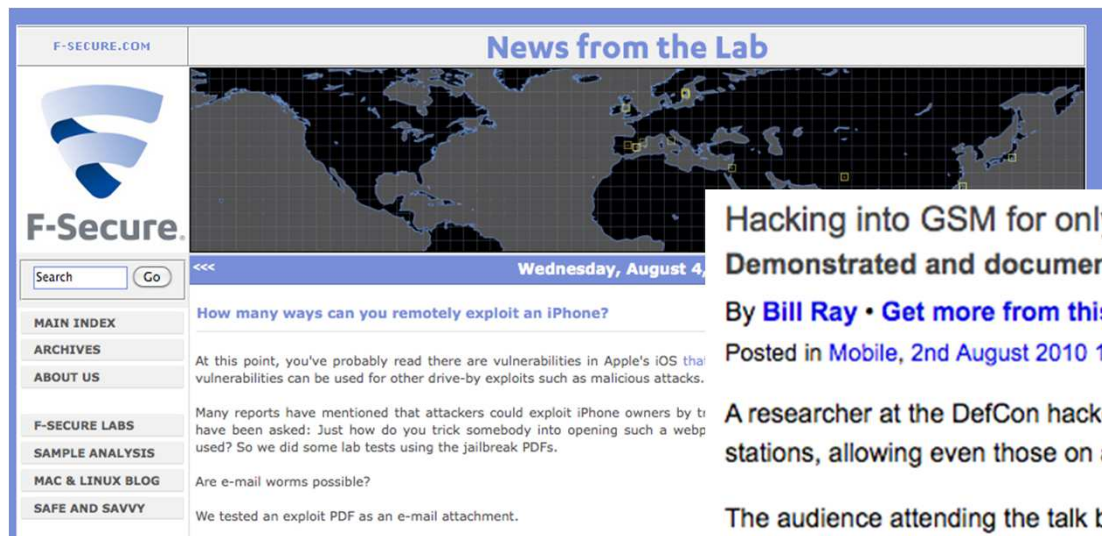 F-SECURE.COM
News from the Lab
F-Secure.
Search
Go
MAIN INDEX
ARCHIVES
ABOUT US
F-SECURE LABS
SAMPLE ANALYSIS
MAC & LINUX BLOG
SAFE AND SAVVY
<<<
Wednesday, August 4,
How many ways can you remotely exploit an iPhone?
At this point, you've probably read there are vulnerabilities in Apple's iOS
vulnerabilities can be used for other drive-by exploits such as malicious attacks.
Many reports have mentioned that attackers could exploit iPhone owners by
have been asked: Just how do you trick somebody into opening such a
used? So we did some lab tests using the jailbreak PDFs.
Are e-mail worms possible?
We tested an exploit PDF as an e-mail attachment.
Hacking into GSM for
Demonstrated and
By Bill Ray • Get more from
Posted in Mobile, 2nd August 2010
A researcher at the DefCon
stations, allowing even those on
The audience attending the talk